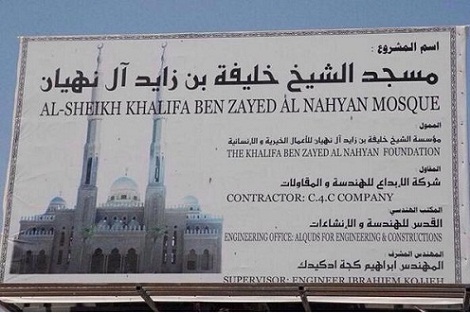 اسم المشروع :
مسجد الشيخ خليفة بن زايد آل نهيان
AL-SHEIKH KHALIFA BEN ZAYED AL NAHYAN MOSQUE
الممول
مؤسسة الشيخ خليفة بن زايد آل نهيان للأعمال الخيرية و الانسانية
THE KHALIFA BEN ZAYED AL NAHYAN FOUNDATION
المقاول
شركة الإبداع للهندسة و المقاولات
CONTRACTOR: C.4.C COMPANY
المكتب الهندسي:
القدس للهندسة و الإنشاءات
ENGINEERING OFFICE: ALQUDS FOR ENGINEERING & CONSTRUCTIONS
المهندس المشرف
المهندس ابراهيم كجة ادكيدك
SUPERVISOR: ENGINEER IBRAHIEM KOJEH